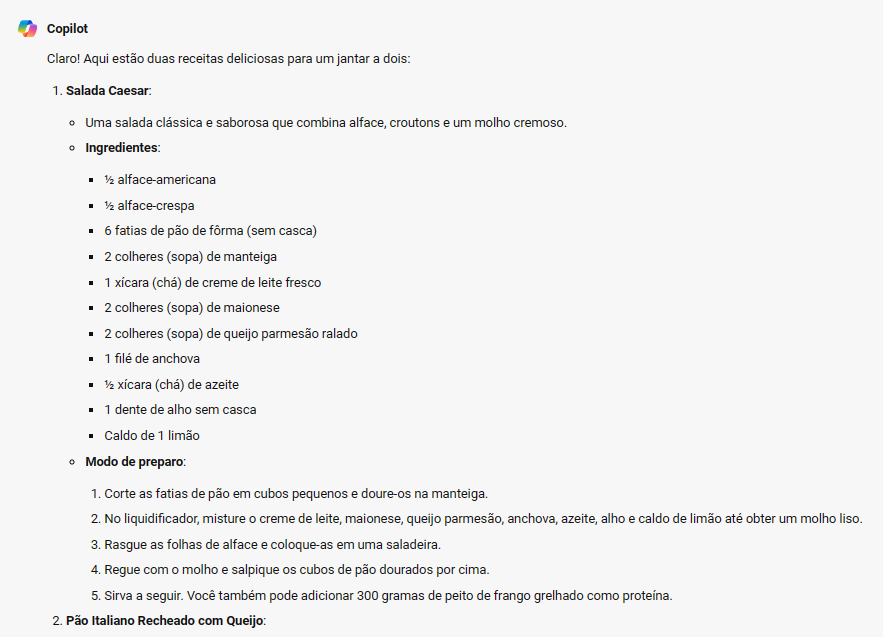 Copilot
Claro! Aqui estão duas receitas deliciosas para um jantar a dois:
1. Salada Caesar:
Uma salada clássica e saborosa que combina alface, croutons e um molho cremoso.
Ingredientes:
½ alface-americana
½ alface-crespa
6 fatias de pão de fôrma (sem casca)
2 colheres (sopa) de manteiga
1 xícara (chá) de creme de leite fresco
2 colheres (sopa) de maionese
2 colheres (sopa) de queijo parmesão ralado
1 filé de anchova
½ xícara (chá) de azeite
1 dente de alho sem casca
Caldo de 1 limão
Modo de preparo:
1. Corte as fatias de pão em cubos pequenos e doure-os na manteiga.
2. No liquidificador, misture o creme de leite, maionese, queijo parmesão, anchova, azeite, alho e caldo de limão até obter um molho liso.
3. Rasgue as folhas de alface e coloque-as em uma saladeira.
4. Regue com o molho e salpique os cubos de pão dourados por cima.
5. Sirva a seguir. Você também pode adicionar 300 gramas de peito de frango grelhado como proteína.
2. Pão Italiano Recheado com Queijo: